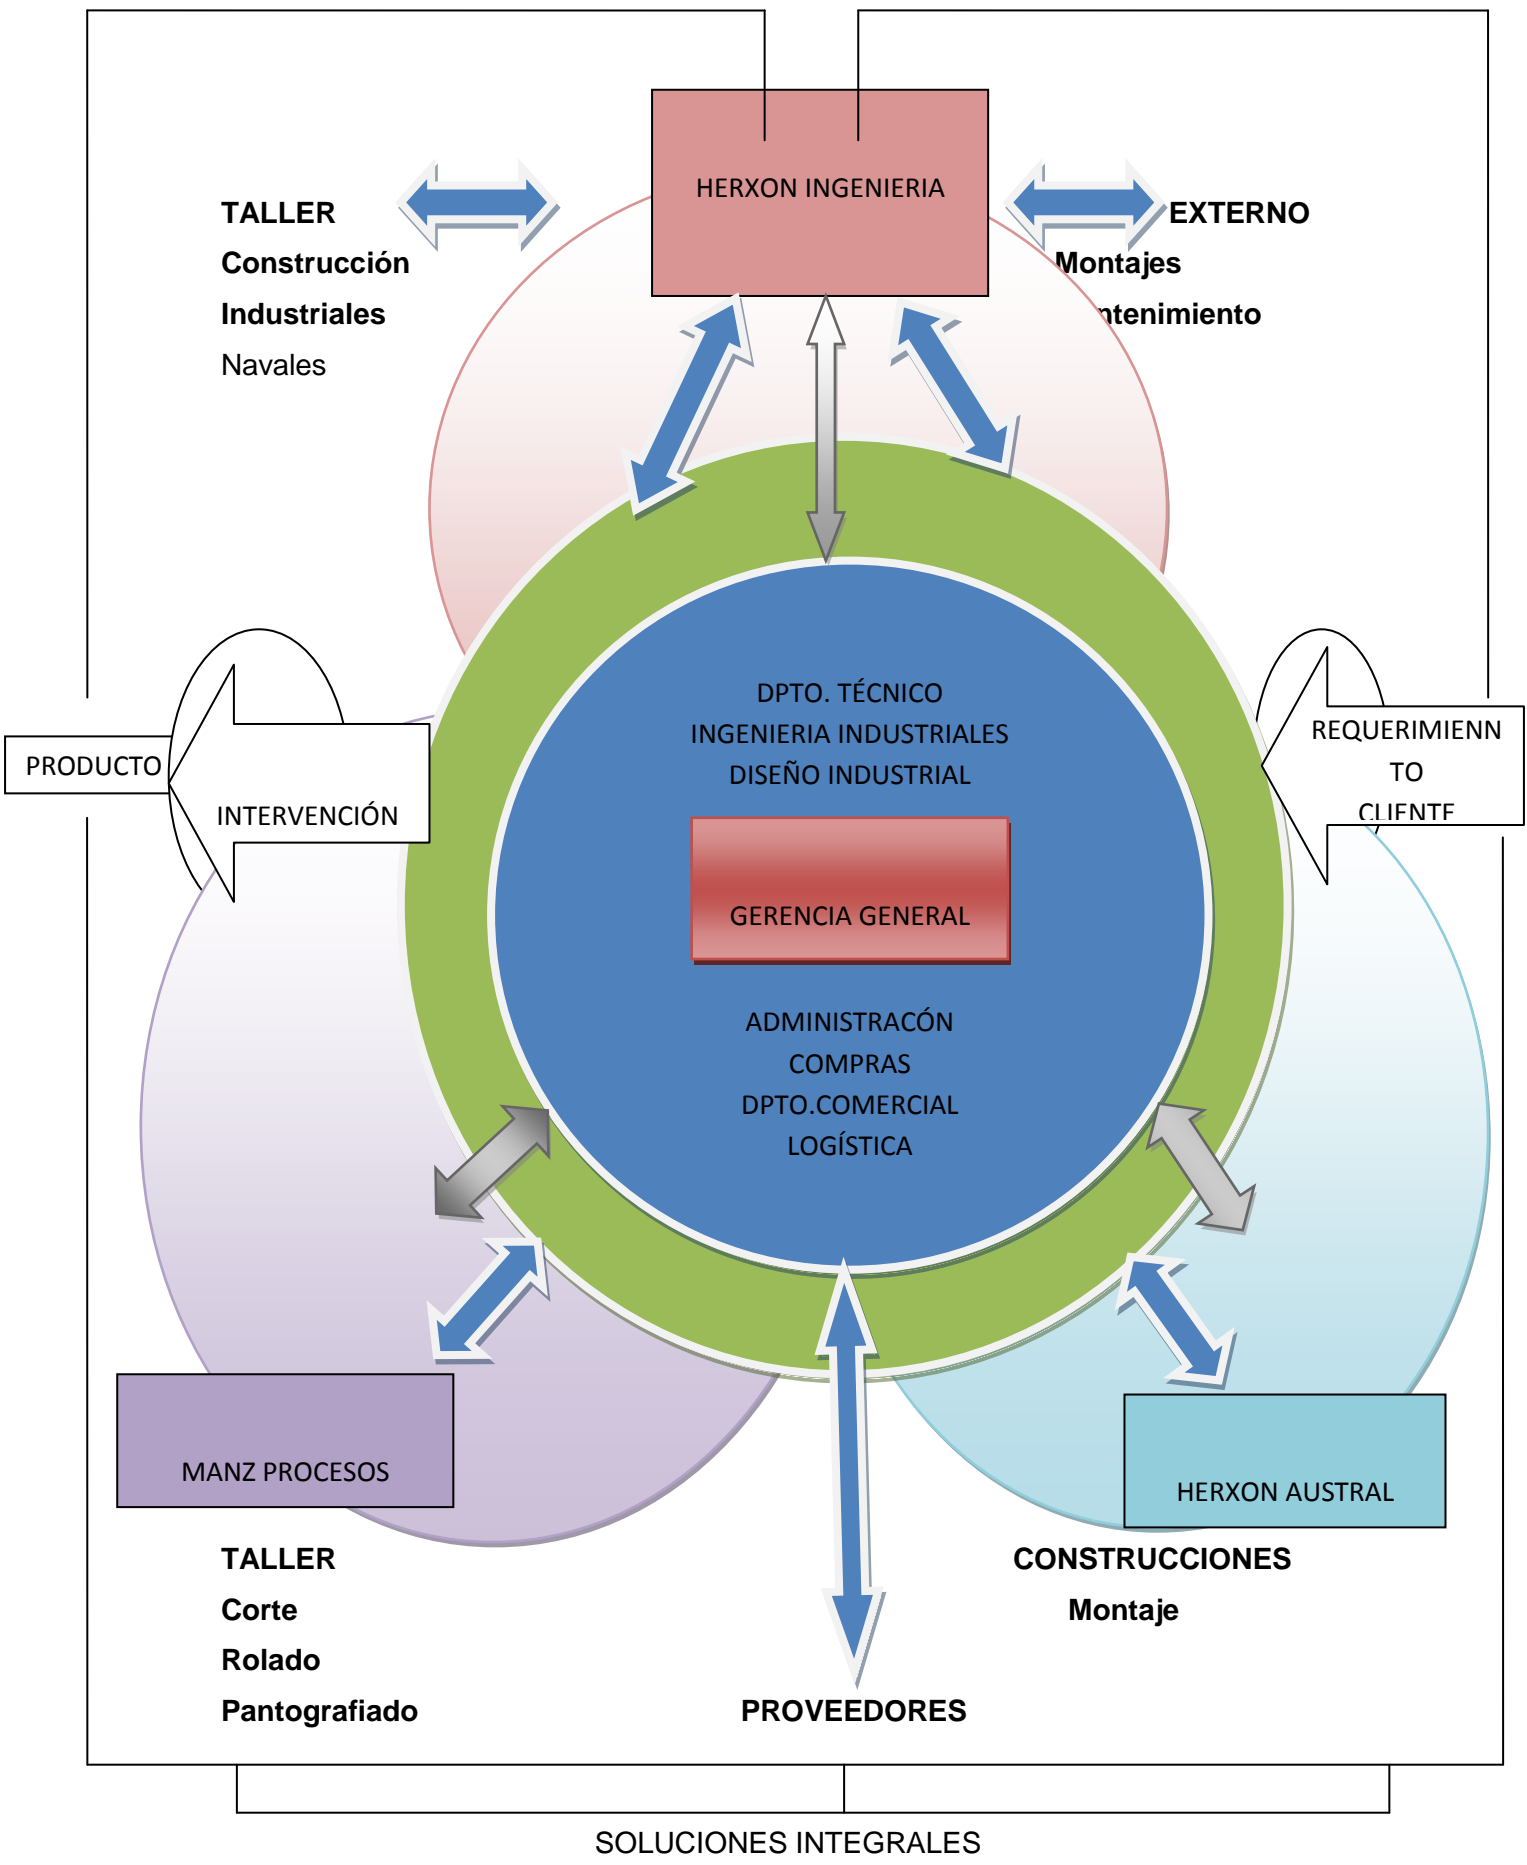 HERXON INGENIERIA
TALLER
EXTERNO
Construcción
Montajes
Industriales
ntenimiento
Navales
DPTO. TÉCNICO
INGENIERIA INDUSTRIALES
DISEÑO INDUSTRIAL
PRODUCTO
INTERVENCIÓN
REQUERIMIENN
TO
CLIENTE
GERENCIA GENERAL
ADMINISTRACÓN
COMPRAS
DPTO.COMERCIAL
LOGÍSTICA
MANZ PROCESOS
HERXON AUSTRAL
TALLER
Corte
Rolado
Pantografiado
CONSTRUCCIONES
Montaje
PROVEEDORES
SOLUCIONES INTEGRALES